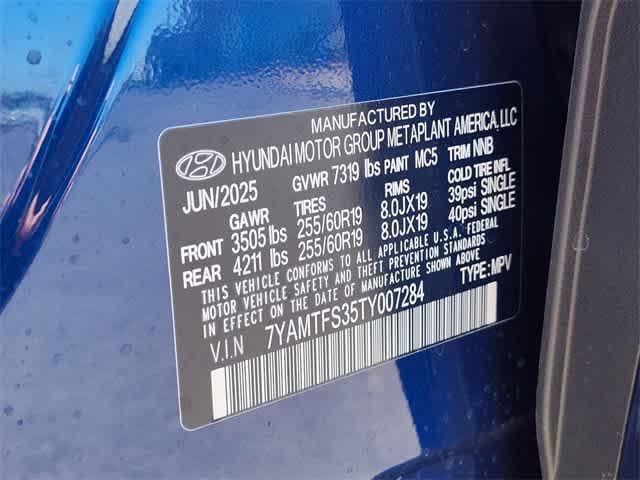 MANUFACTURED BY
HYUNDAI MOTOR GROUP METAPLANT AMERICA, LLC
JUN/2025 GVWR 7319 lbs PAINT MC5 TRIM NNB
GAWR TIRES RIMS COLD TIRE INFL
FRONT 3505 lbs 255/60R19 8.0JX19 39psi SINGLE
REAR 4211 lbs 255/60R19 8.0JX19 40psi SINGLE
THIS VEHICLE CONFORMS TO ALL APPLICABLE U.S.A. FEDERAL
MOTOR VEHICLE SAFETY AND THEFT PREVENTION STANDARDS
IN EFFECT ON THE DATE OF MANUFACTURE SHOWN ABOVE.
V.I.N 7YAMTFS35TY007284 TYPE:MPV